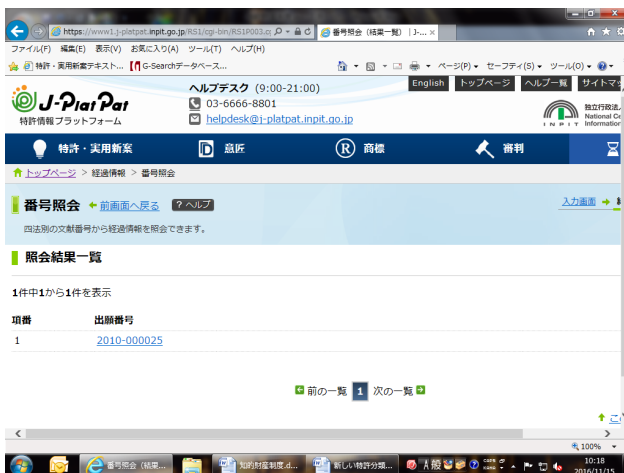 https://www1.j-platpat.inpit.go.jp/RS1/cgi-bin/RS1P003.c
番号照会（結果一覧） | J-...
ファイル(F) 編集(E) 表示(V) お気に入り(A) ツール(T) ヘルプ(H)
特許・実用新案テキスト... G-Searchデータベース... ページ(P) セーフティ(S) ツール(O)
ヘルプデスク (9:00-21:00)
English トップページ ヘルプ一覧 サイトマッ
J-PlatPat
03-6666-8801
特許情報プラットフォーム
helpdesk@j-platpat.inpit.go.jp
INPIT
独立行政法
National Ce
Information
特許・実用新案 意匠 商標 審判
トップページ > 経過情報 > 番号照会
番号照会 前画面へ戻る ? ヘルプ 入力画面
四法別の文献番号から経過情報を照会できます。
照会結果一覧
1件中1から1件を表示
項番 出願番号
1 2010-000025
前の一覧 1 次の一覧
100%
番号照会（結果... 知的財産制度.d... 新しい特許分類...
A 般
10:18
2016/11/15